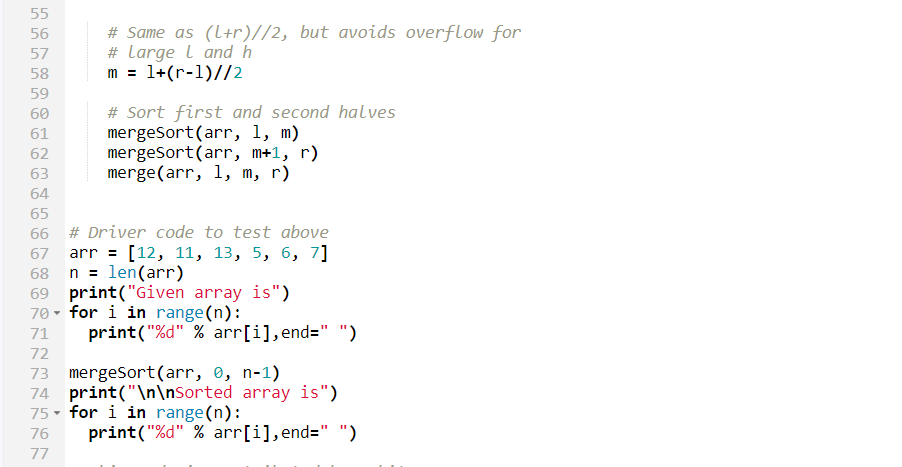 55
56 # Same as (l+r)//2, but avoids overflow for
57 # large l and h
58 m = l+(r-l)//2
59
60 # Sort first and second halves
61 mergeSort(arr, l, m)
62 mergeSort(arr, m+1, r)
63 merge(arr, l, m, r)
64
65
66 # Driver code to test above
67 arr = [12, 11, 13, 5, 6, 7]
68 n = len(arr)
69 print("Given array is")
70 for i in range(n):
71 print("%d" % arr[i],end=" ")
72
73 mergeSort(arr, 0, n-1)
74 print("\n\nSorted array is")
75 for i in range(n):
76 print("%d" % arr[i],end=" ")
77